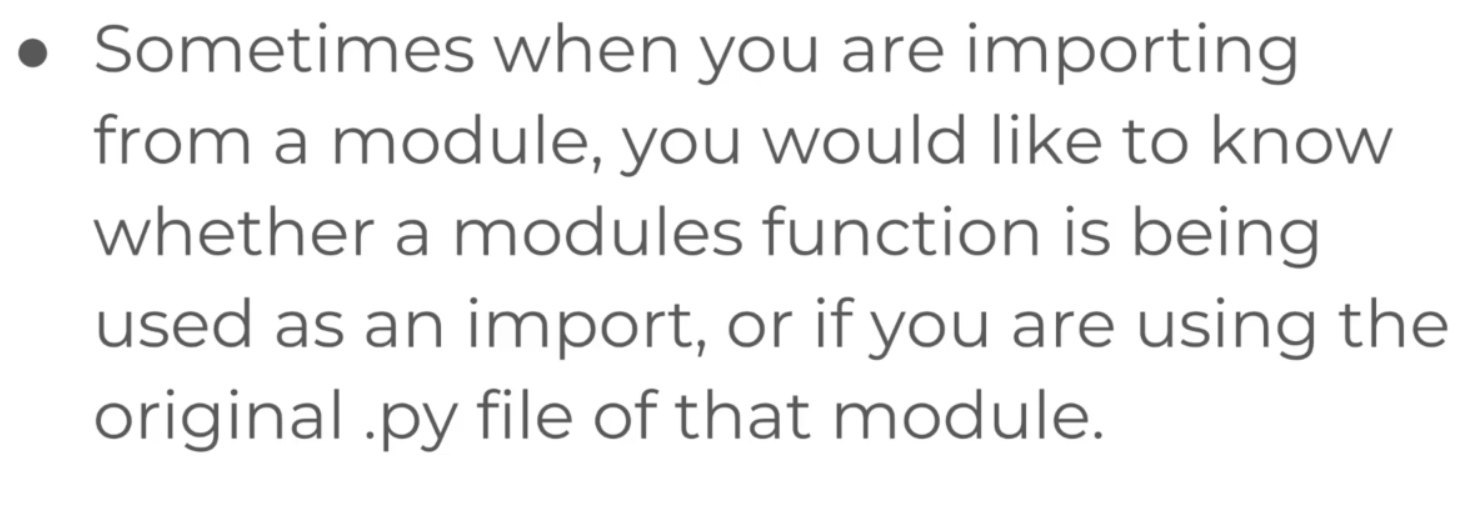 ● Sometimes when you are importing
from a module, you would like to know
whether a modules function is being
used as an import, or if you are using the
original .py file of that module.